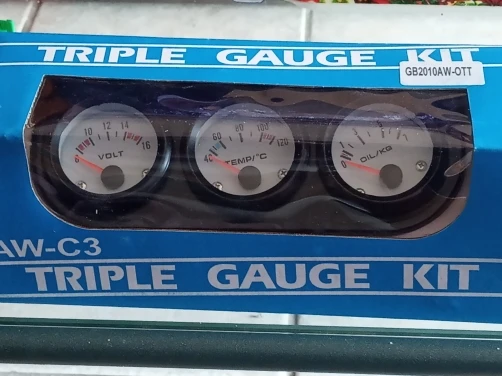 TRIPLE GAUGE KIT
GB2010AW-OTT
8 10 12 14 16
VOLT
40 60 80 100 120
TEMP/°C
OIL/KG
AW-C3
TRIPLE GAUGE KIT